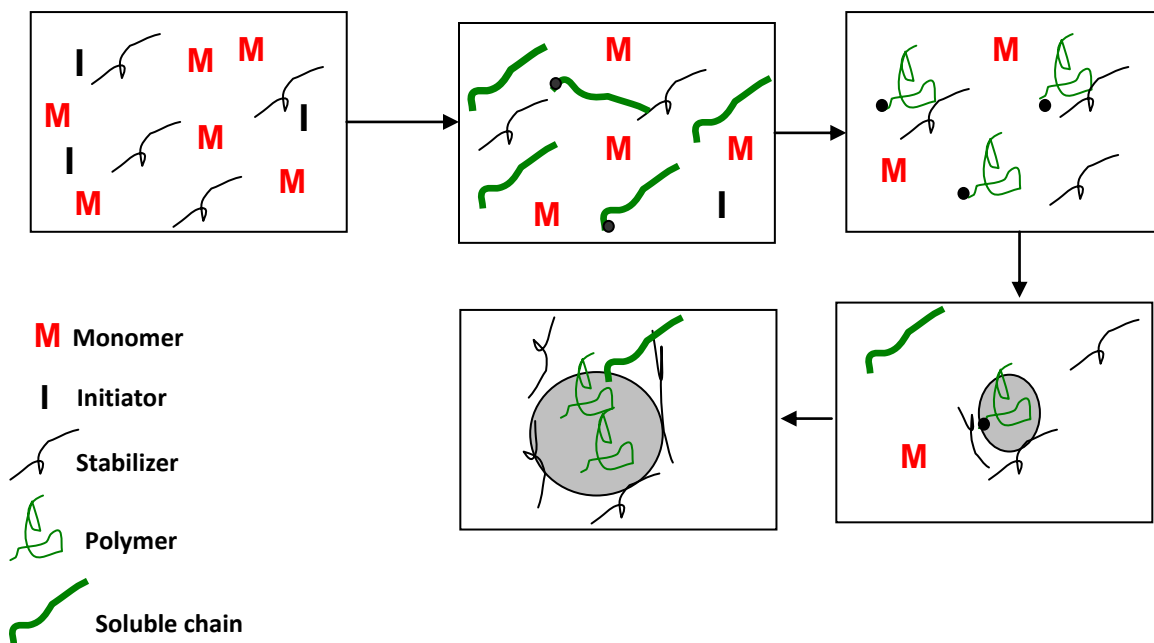 I M M
M I
M
I M
M M
M
M M
M I
M
M
M
M Monomer
I Initiator
Stabilizer
Polymer
Soluble chain